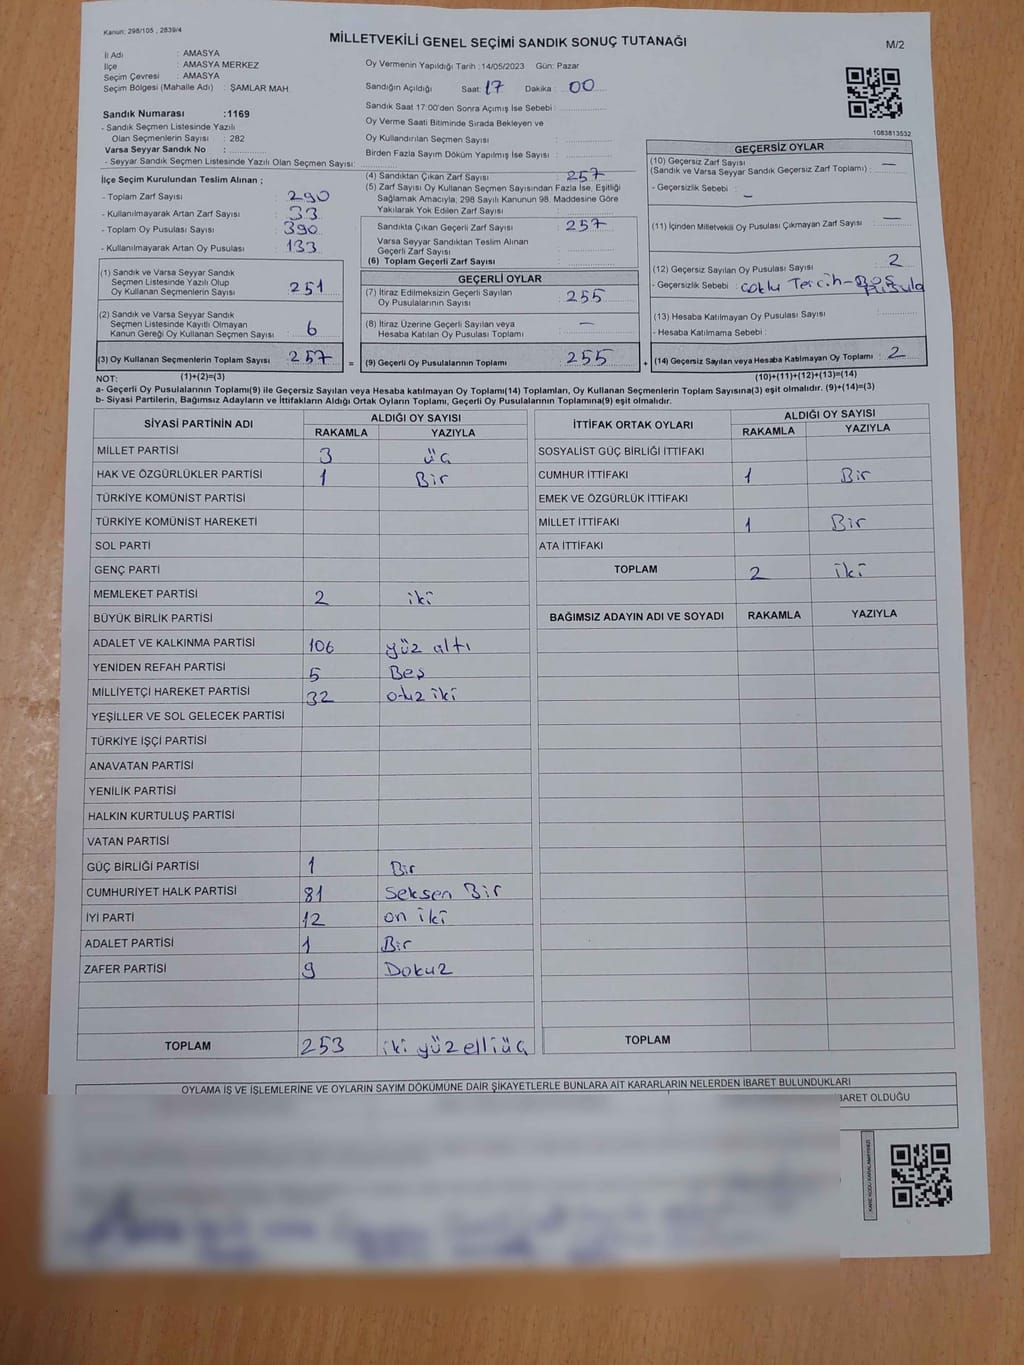 Kanun: 298/105 , 2839/4
MİLLETVEKİLİ GENEL SEÇİMİ SANDIK SONUÇ TUTANAĞI
M/2
İl Adı : AMASYA
İlçe : AMASYA MERKEZ
Seçim Çevresi : AMASYA
Seçim Bölgesi (Mahalle Adı) : ŞAMLAR MAH.
Oy Vermenin Yapıldığı Tarih :14/05/2023 Gün: Pazar
Sandığın Açıldığı Saat: 17 Dakika: 00
Sandık Saat 17:00'den Sonra Açımış İse Sebebi :
Oy Verme Saati Bitiminde Sırada Bekleyen ve
Oy Kullandırılan Seçmen Sayısı :
Birden Fazla Sayım Döküm Yapılmış İse Sayısı :
1083813532
Sandık Numarası :1169
- Sandık Seçmen Listesinde Yazılı
Olan Seçmenlerin Sayısı : 282
Varsa Seyyar Sandık No :
- Seyyar Sandık Seçmen Listesinde Yazılı Olan Seçmen Sayısı:
İlçe Seçim Kurulundan Teslim Alınan ;
- Toplam Zarf Sayısı : 290
- Kullanılmayarak Artan Zarf Sayısı : 33
- Toplam Oy Pusulası Sayısı : 390
- Kullanılmayarak Artan Oy Pusulası : 133
(1) Sandık ve Varsa Seyyar Sandık
Seçmen Listesinde Yazılı Olup
Oy Kullanan Seçmenlerin Sayısı : 251
(2) Sandık ve Varsa Seyyar Sandık
Seçmen Listesinde Kayıtlı Olmayan
Kanun Gereği Oy Kullanan Seçmen Sayısı : 6
(3) Oy Kullanan Seçmenlerin Toplam Sayısı : 257 =
(4) Sandıktan Çıkan Zarf Sayısı : 257
(5) Zarf Sayısı Oy Kullanan Seçmen Sayısından Fazla İse, Eşitliği
Sağlamak Amacıyla; 298 Sayılı Kanunun 98. Maddesine Göre
Yakılarak Yok Edilen Zarf Sayısı :
Sandıkta Çıkan Geçerli Zarf Sayısı : 257
Varsa Seyyar Sandıktan Teslim Alınan
Geçerli Zarf Sayısı :
(6) Toplam Geçerli Zarf Sayısı :
GEÇERLİ OYLAR
(7) İtiraz Edilmeksizin Geçerli Sayılan
Oy Pusulalarının Sayısı : 255
(8) İtiraz Üzerine Geçerli Sayılan veya
Hesaba Katılan Oy Pusulalarının Toplamı : —
(9) Geçerli Oy Pusulalarının Toplamı : 255 +
GEÇERSİZ OYLAR
(10) Geçersiz Zarf Sayısı
(Sandık ve Varsa Seyyar Sandık Geçersiz Zarf Toplamı) : —
- Geçersizlik Sebebi : —
(11) İçinden Milletvekili Oy Pusulası Çıkmayan Zarf Sayısı : —
(12) Geçersiz Sayılan Oy Pusulası Sayısı : 2
- Geçersizlik Sebebi : çoklu Tercih-Boş Pusula
(13) Hesaba Katılmayan Oy Pusulası Sayısı :
- Hesaba Katılmama Sebebi :
(14) Geçersiz Sayılan veya Hesaba Katılmayan Oy Toplamı : 2
NOT: (1)+(2)=(3)
(10)+(11)+(12)+(13)=(14)
a- Geçerli Oy Pusulalarının Toplamı(9) ile Geçersiz Sayılan veya Hesaba katılmayan Oy Toplamı(14) Toplamları, Oy Kullanan Seçmenlerin Toplam Sayısına(3) eşit olmalıdır. (9)+(14)=(3)
b- Siyasi Partilerin, Bağımsız Adayların ve İttifakların Aldığı Ortak Oyların Toplamı, Geçerli Oy Pusulalarının Toplamına(9) eşit olmalıdır.
SİYASİ PARTİNİN ADI
ALDIĞI OY SAYISI
RAKAMLA YAZIYLA
MİLLET PARTİSİ 3 üç
HAK VE ÖZGÜRLÜKLER PARTİSİ 1 Bir
TÜRKİYE KOMÜNİST PARTİSİ
TÜRKİYE KOMÜNİST HAREKETİ
SOL PARTİ
GENÇ PARTİ
MEMLEKET PARTİSİ 2 iki
BÜYÜK BİRLİK PARTİSİ
ADALET VE KALKINMA PARTİSİ 106 yüz altı
YENİDEN REFAH PARTİSİ 5 Beş
MİLLİYETÇİ HAREKET PARTİSİ 32 otuz iki
YEŞİLLER VE SOL GELECEK PARTİSİ
TÜRKİYE İŞÇİ PARTİSİ
ANAVATAN PARTİSİ
YENİLİK PARTİSİ
HALKIN KURTULUŞ PARTİSİ
VATAN PARTİSİ
GÜÇ BİRLİĞİ PARTİSİ 1 Bir
CUMHURİYET HALK PARTİSİ 81 Seksen Bir
İYİ PARTİ 12 on iki
ADALET PARTİSİ 1 Bir
ZAFER PARTİSİ 9 Dokuz
TOPLAM 253 iki yüz elli üç
İTTİFAK ORTAK OYLARI
ALDIĞI OY SAYISI
RAKAMLA YAZIYLA
SOSYALİST GÜÇ BİRLİĞİ İTTİFAKI
CUMHUR İTTİFAKI 1 Bir
EMEK VE ÖZGÜRLÜK İTTİFAKI
MİLLET İTTİFAKI 1 Bir
ATA İTTİFAKI
TOPLAM 2 iki
BAĞIMSIZ ADAYIN ADI VE SOYADI RAKAMLA YAZIYLA
TOPLAM
OYLAMA İŞ VE İŞLEMLERİNE VE OYLARIN SAYIM DÖKÜMÜNE DAİR ŞİKAYETLERLE BUNLARA AİT KARARLARIN NELERDEN İBARET BULUNDUKLARI
BARET OLDUĞU
KARE KODU KARALAMAYINIZ!